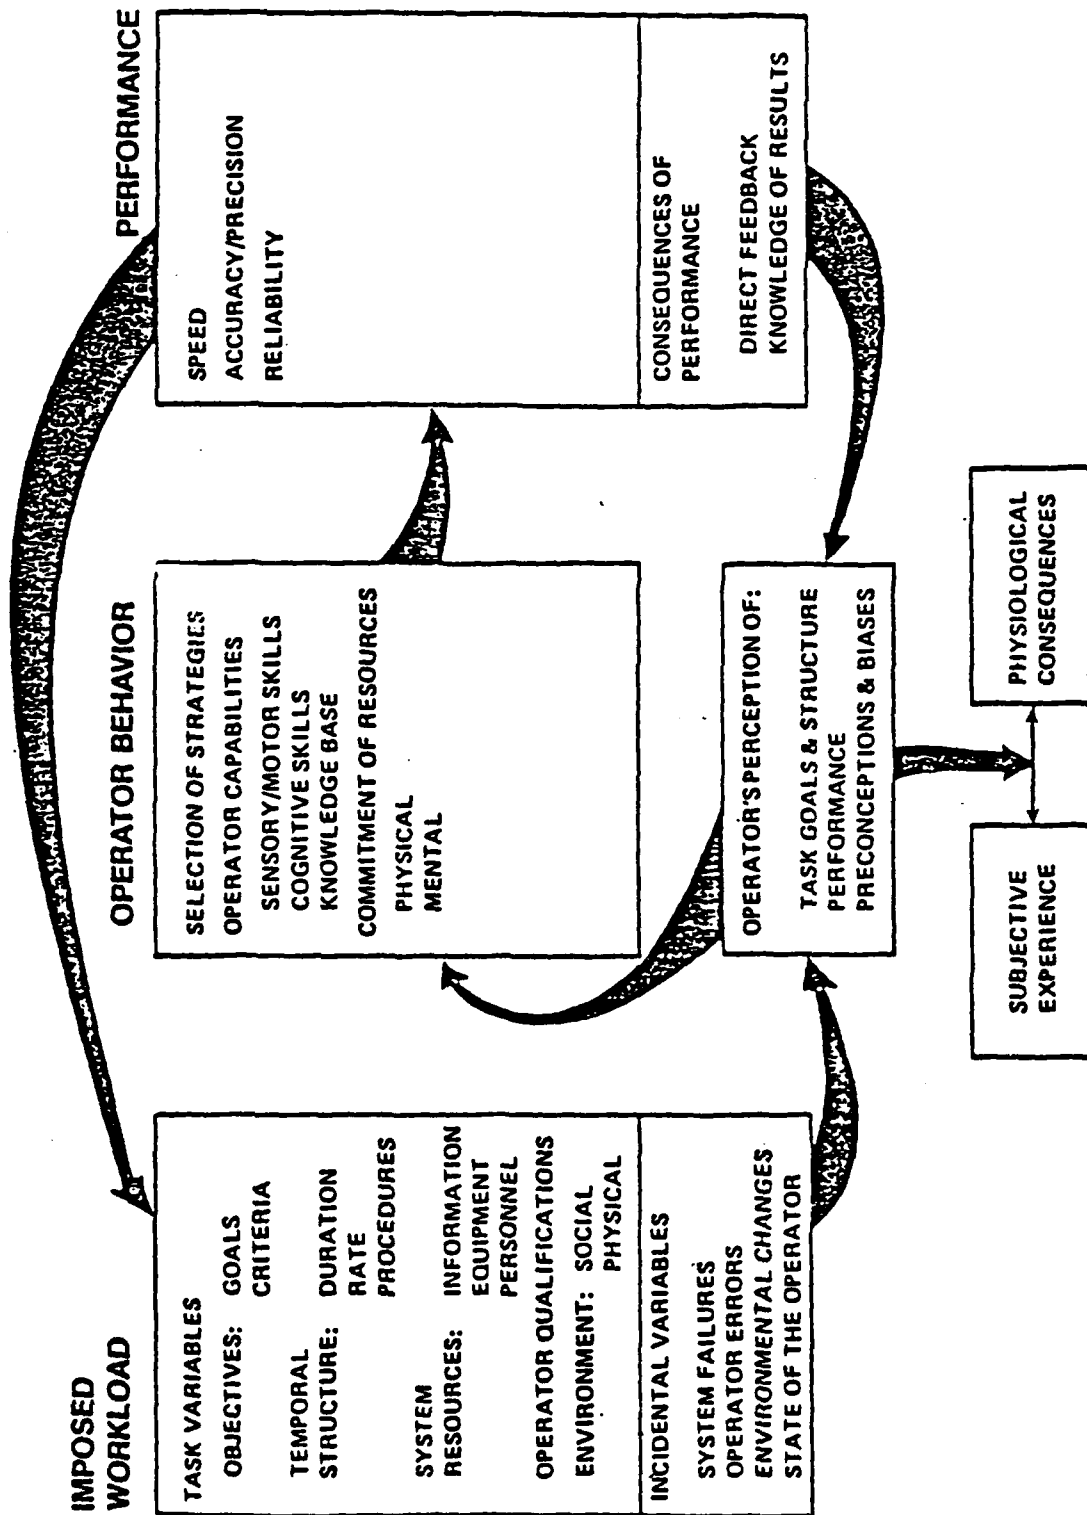 IMPOSED
WORKLOAD
TASK VARIABLES
OBJECTIVES: GOALS
CRITERIA
TEMPORAL
STRUCTURE: DURATION
RATE
PROCEDURES
SYSTEM
RESOURCES: INFORMATION
EQUIPMENT
PERSONNEL
OPERATOR QUALIFICATIONS
ENVIRONMENT: SOCIAL
PHYSICAL
INCIDENTAL VARIABLES
SYSTEM FAILURES
OPERATOR ERRORS
ENVIRONMENTAL CHANGES
STATE OF THE OPERATOR
OPERATOR BEHAVIOR
SELECTION OF STRATEGIES
OPERATOR CAPABILITIES
SENSORY/MOTOR SKILLS
COGNITIVE SKILLS
KNOWLEDGE BASE
COMMITMENT OF RESOURCES
PHYSICAL
MENTAL
OPERATOR'S PERCEPTION OF:
TASK GOALS & STRUCTURE
PERFORMANCE
PRECONCEPTIONS & BIASES
SUBJECTIVE
EXPERIENCE
PHYSIOLOGICAL
CONSEQUENCES
PERFORMANCE
SPEED
ACCURACY/PRECISION
RELIABILITY
CONSEQUENCES OF
PERFORMANCE
DIRECT FEEDBACK
KNOWLEDGE OF RESULTS